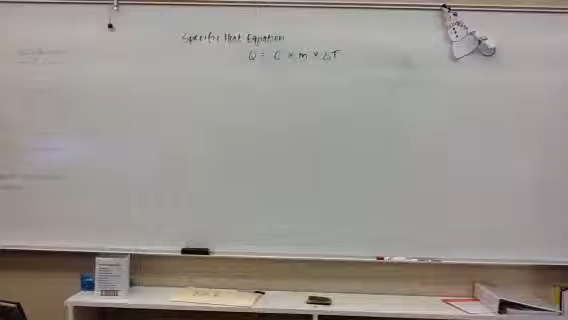 Specific Heat Equation
Q = C × m × ΔT